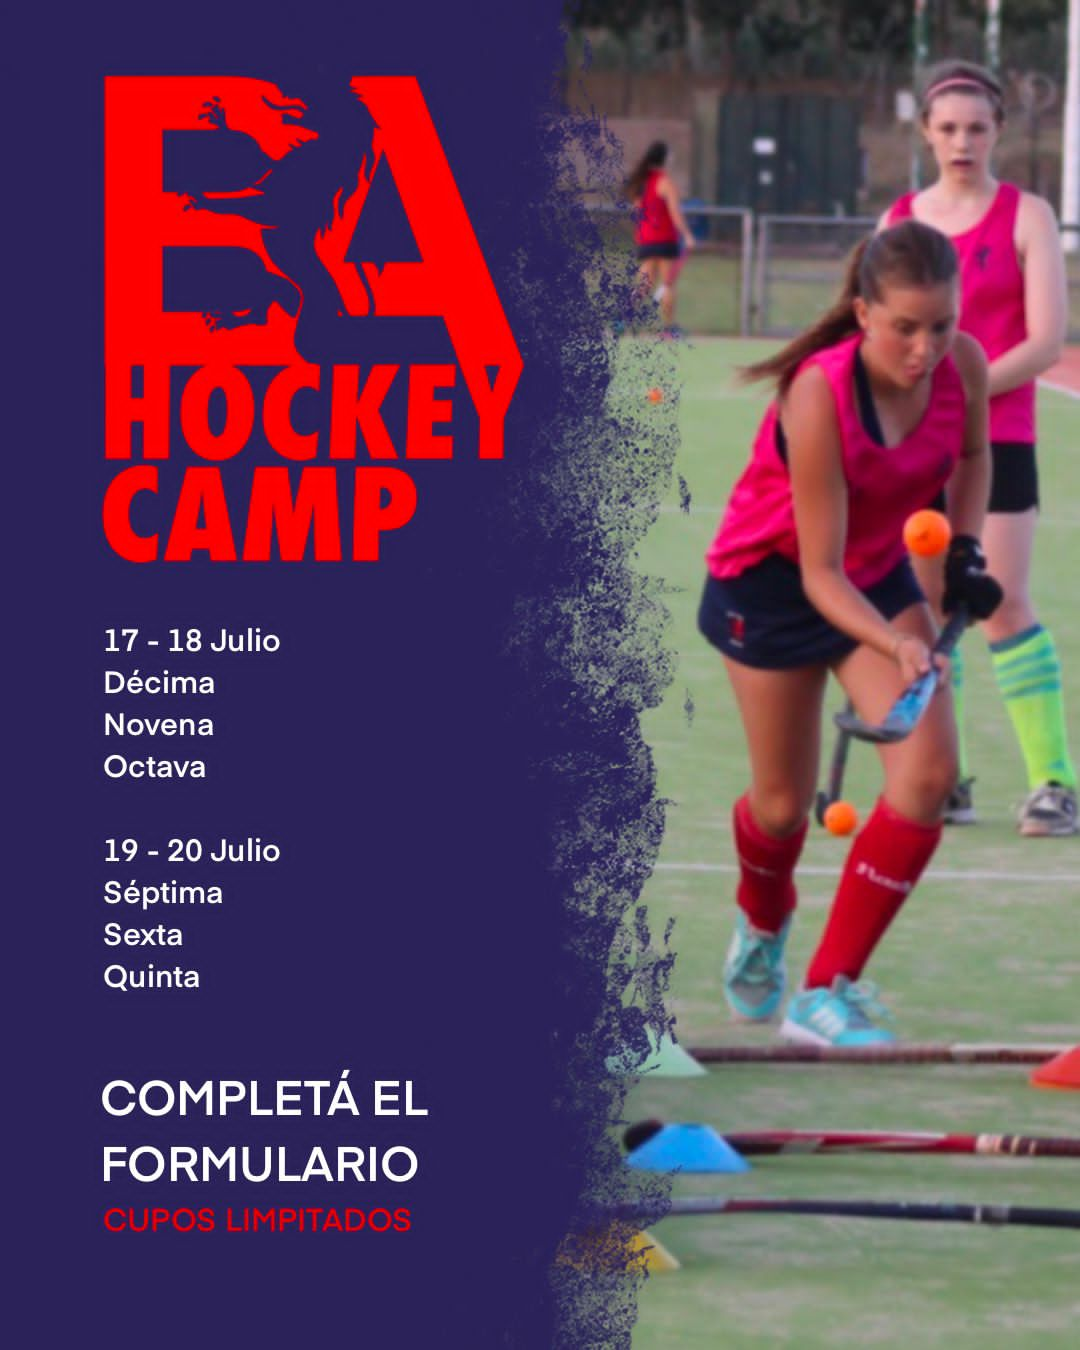 BA
HOCKEY
CAMP
17 - 18 Julio
Décima
Novena
Octava
19 - 20 Julio
Séptima
Sexta
Quinta
COMPLETÁ EL
FORMULARIO
CUPOS LIMPITADOS